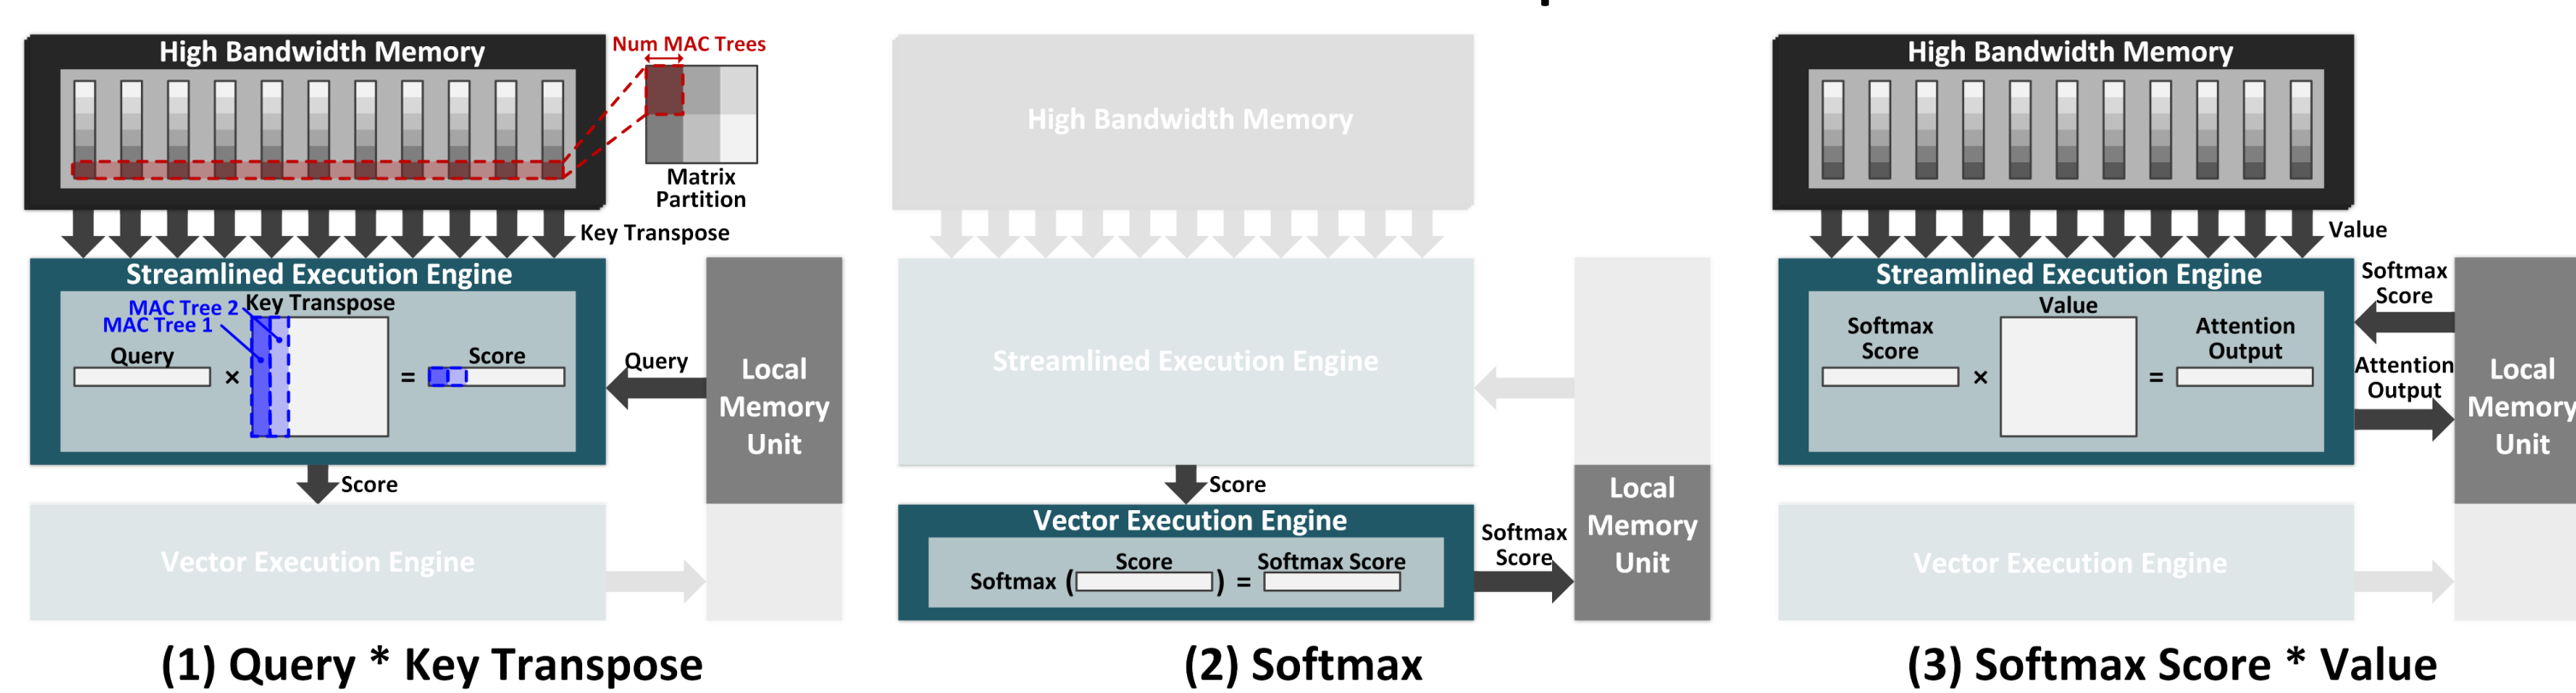 High Bandwidth Memory
Num MAC Trees
Matrix
Partition
Key Transpose
Streamlined Execution Engine
MAC Tree 2
Key Transpose
MAC Tree 1
Query
×
=
Score
Query
Local
Memory
Unit
Score
Vector Execution Engine
(1) Query * Key Transpose
High Bandwidth Memory
Streamlined Execution Engine
Score
Vector Execution Engine
Softmax (
Score
) =
Softmax Score
Softmax
Score
Local
Memory
Unit
(2) Softmax
High Bandwidth Memory
Value
Streamlined Execution Engine
Softmax
Score
×
Value
=
Attention
Output
Softmax
Score
Attention
Output
Local
Memory
Unit
Vector Execution Engine
(3) Softmax Score * Value